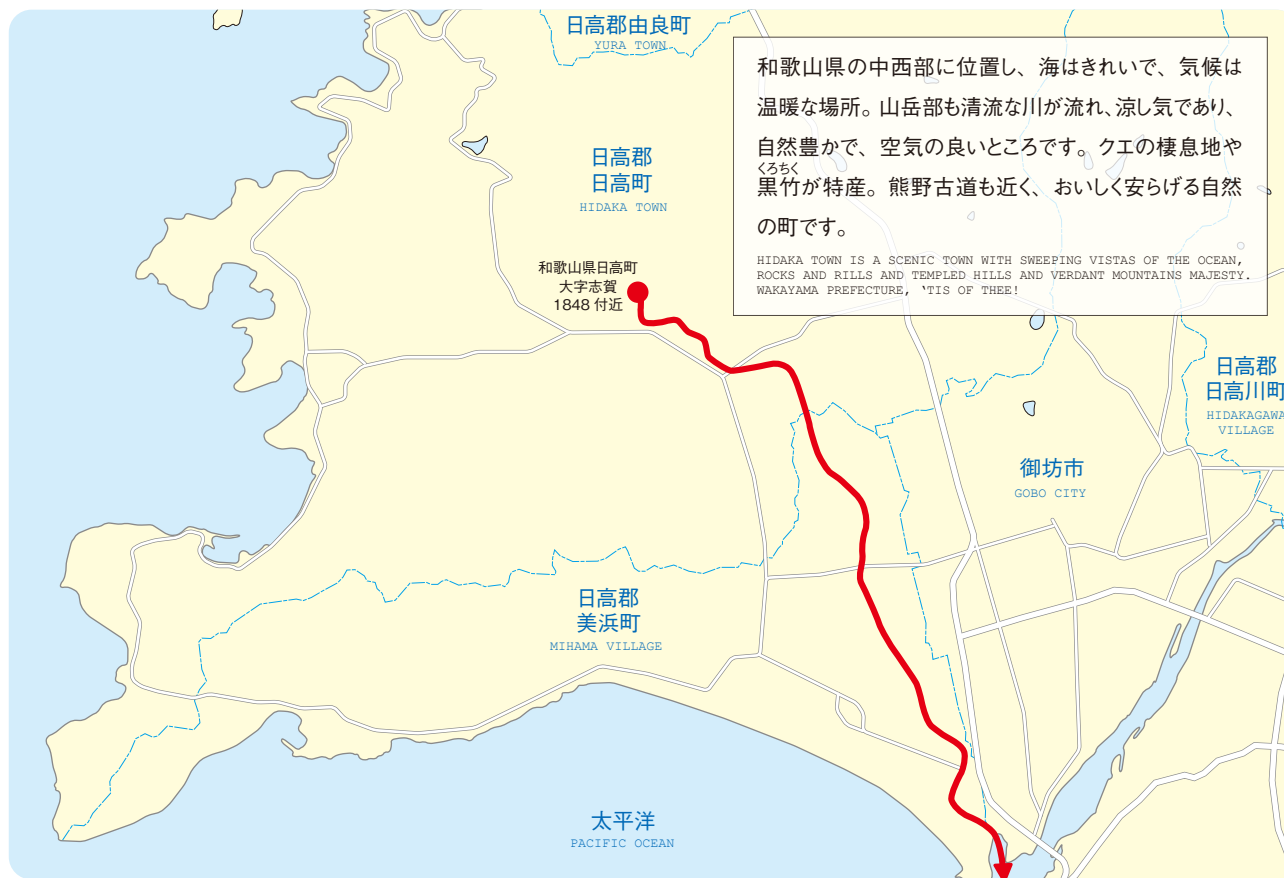 日高郡由良町
YURA TOWN
和歌山県の中西部に位置し、海はきれいで、気候は
温暖な場所。山岳部も清流な川が流れ、涼し気であり、
自然豊かで、空気の良いところです。クエの棲息地や
くろちく
黒竹が特産。熊野古道も近く、おいしく安らげる自然
の町です。
HIDAKA TOWN IS A SCENIC TOWN WITH SWEEPING VISTAS OF THE OCEAN,
ROCKS AND RILLS AND TEMPLED HILLS AND VERDANT MOUNTAINS MAJESTY.
WAKAYAMA PREFECTURE, 'TIS OF THEE!
日高郡
日高町
HIDAKA TOWN
和歌山県日高町
大字志賀
1848 付近
日高郡
日高川町
HIDAKAGAWA
VILLAGE
御坊市
GOBO CITY
日高郡
美浜町
MIHAMA VILLAGE
太平洋
PACIFIC OCEAN